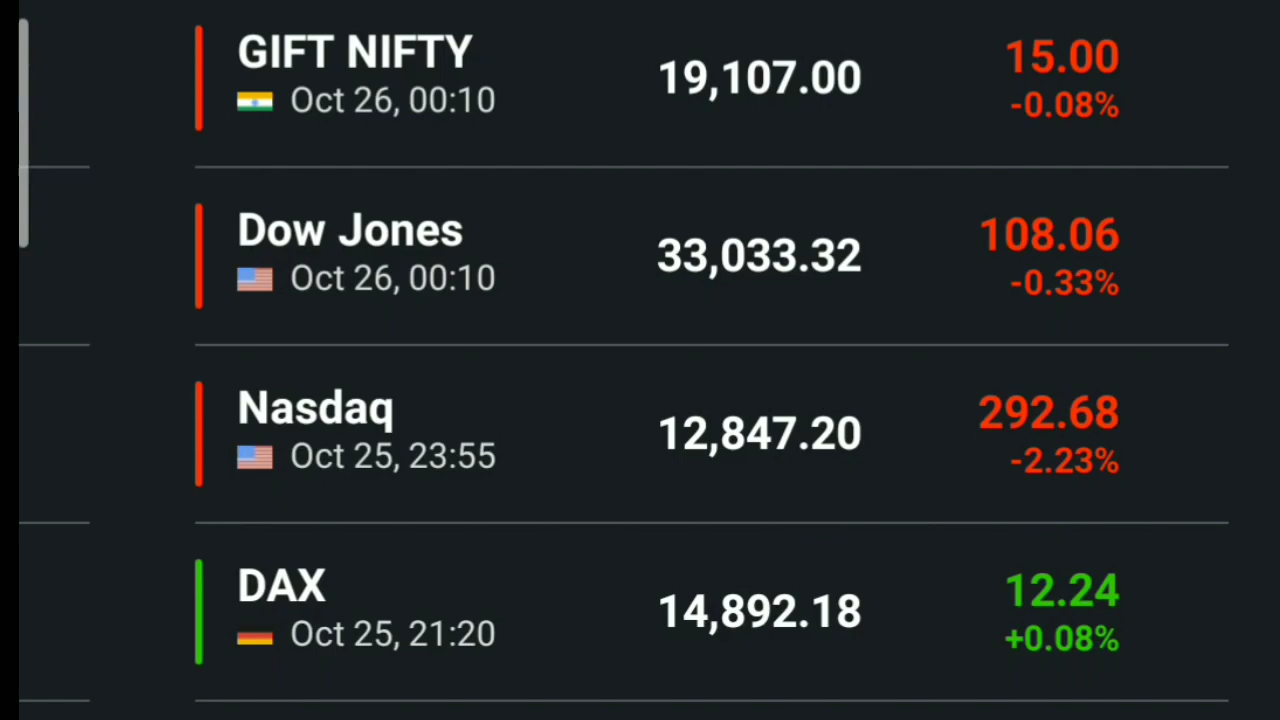 GIFT NIFTY 19,107.00 15.00
Oct 26, 00:10 -0.08%
Dow Jones 33,033.32 108.06
Oct 26, 00:10 -0.33%
Nasdaq 12,847.20 292.68
Oct 25, 23:55 -2.23%
DAX 14,892.18 12.24
Oct 25, 21:20 +0.08%